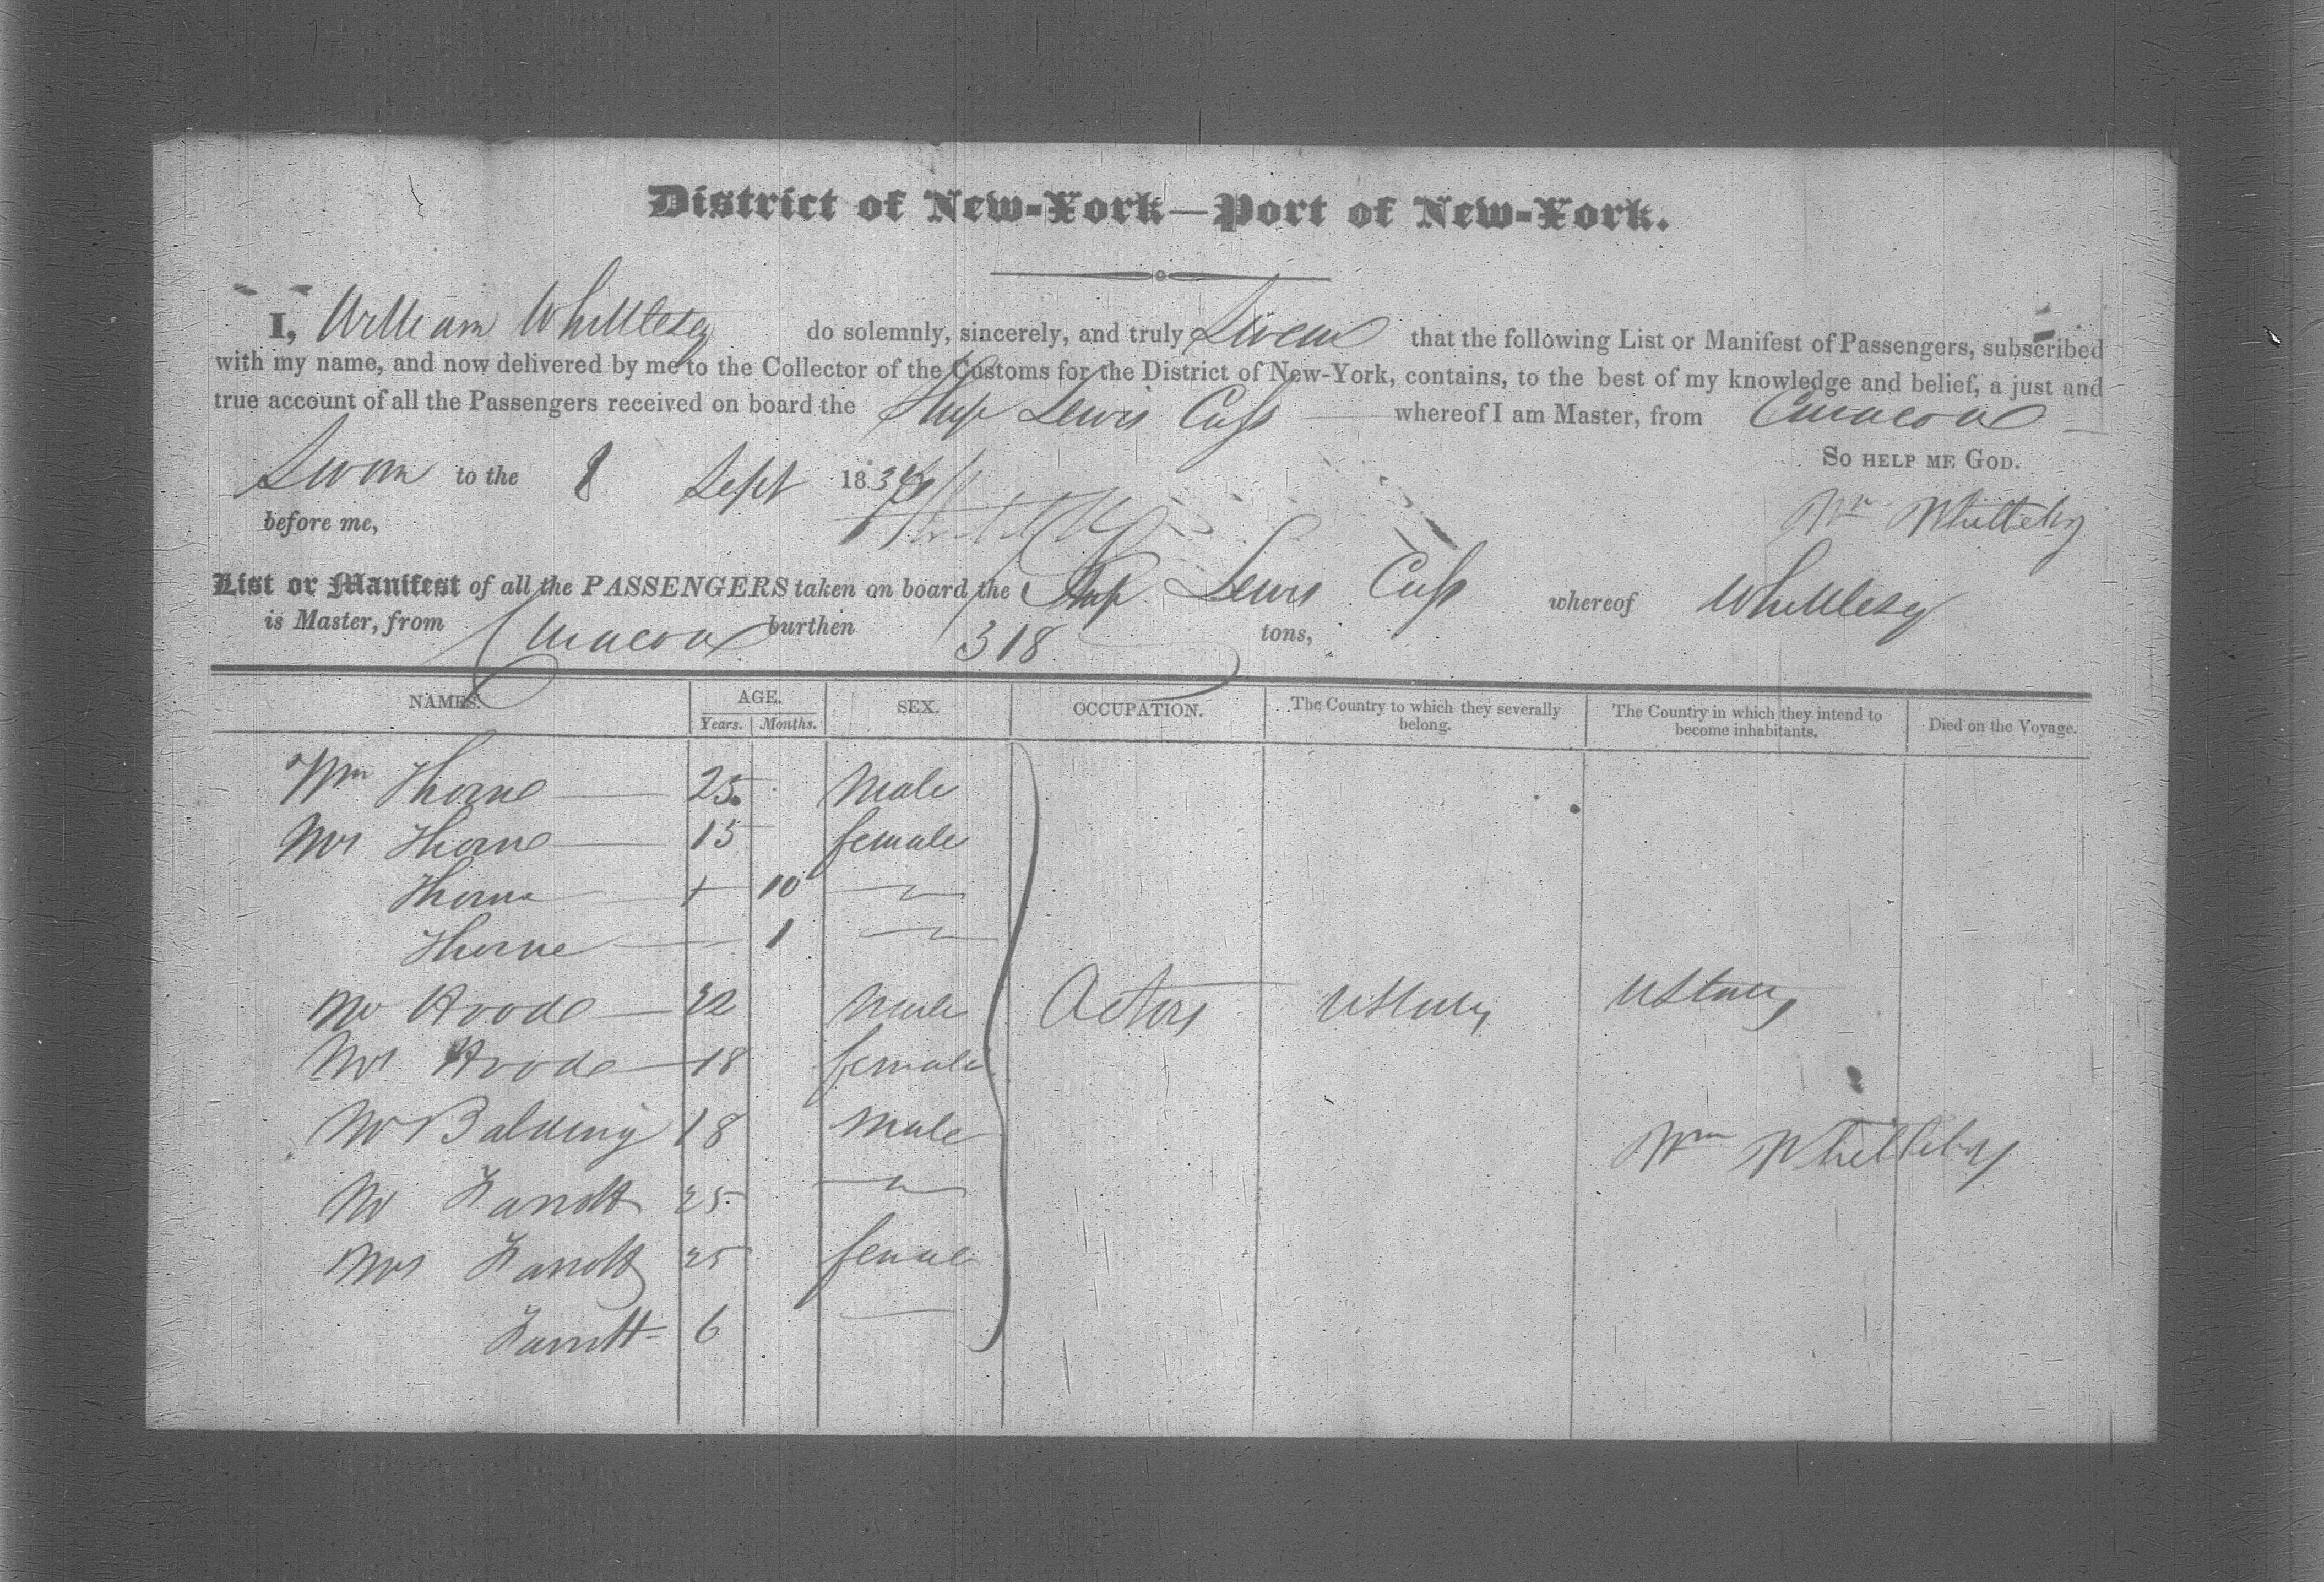 District of New-York—Port of New-York.
I, William Whittlesey do solemnly, sincerely, and truly Swear that the following List or Manifest of Passengers, subscribed
with my name, and now delivered by me to the Collector of the Customs for the District of New-York, contains, to the best of my knowledge and belief, a just and
true account of all the Passengers received on board the Ship Lewis Cass whereof I am Master, from Curacoa
So help me God.
Sworn to the 8 Sept 183
before me,
Wm Whittlesey
List or Manifest of all the PASSENGERS taken on board the Ship Lewis Cass whereof Whittlesey
is Master, from Curacoa burthen 318 tons,
NAMES. AGE. SEX. OCCUPATION. The Country to which they severally belong. The Country in which they intend to become inhabitants. Died on the Voyage.
Years. Months.
Wm Thorne 25 Male
Mrs Thorne 15 female
Thorne 10
Thorne 1
Mr Hoode 22 Male Actors UStates UStates
Mrs Hoode 18 female
Mr Balding 18 Male
Mr 25
Mrs 25 female
6
Wm Whittlesey